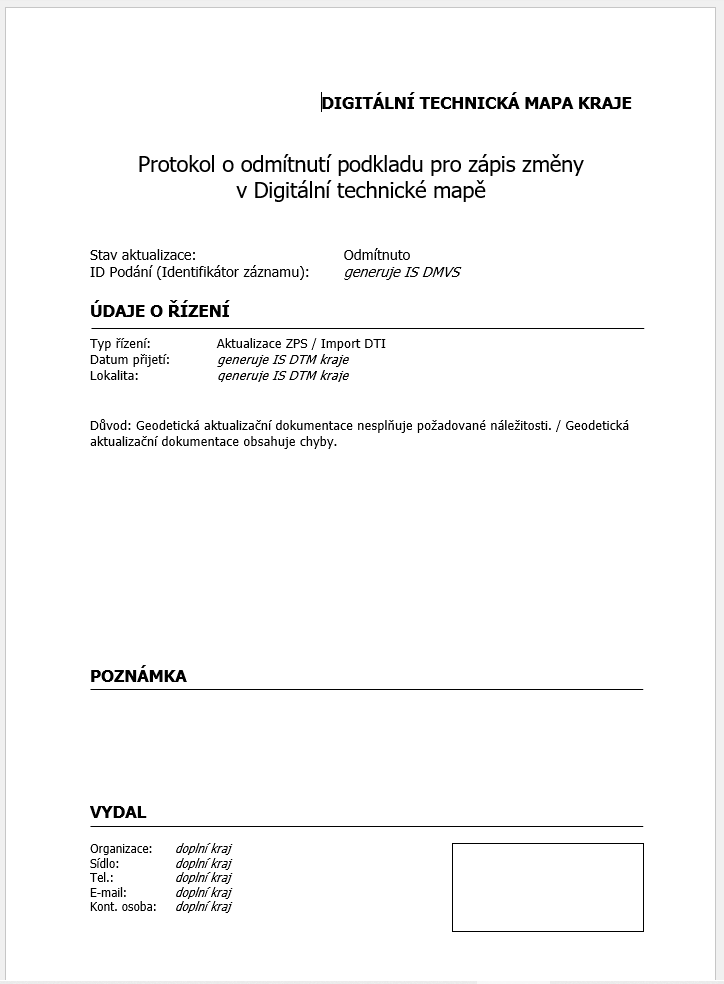 DIGITÁLNÍ TECHNICKÁ MAPA KRAJE
Protokol o odmítnutí podkladu pro zápis změny
v Digitální technické mapě
Stav aktualizace: Odmítnuto
ID Podání (Identifikátor záznamu): generuje IS DMVS
ÚDAJE O ŘÍZENÍ
Typ řízení: Aktualizace ZPS / Import DTI
Datum přijetí: generuje IS DTM kraje
Lokalita: generuje IS DTM kraje
Důvod: Geodetická aktualizační dokumentace nesplňuje požadované náležitosti. / Geodetická
aktualizační dokumentace obsahuje chyby.
POZNÁMKA
VYDAL
Organizace: doplní kraj
Sídlo: doplní kraj
Tel.: doplní kraj
E-mail: doplní kraj
Kont. osoba: doplní kraj